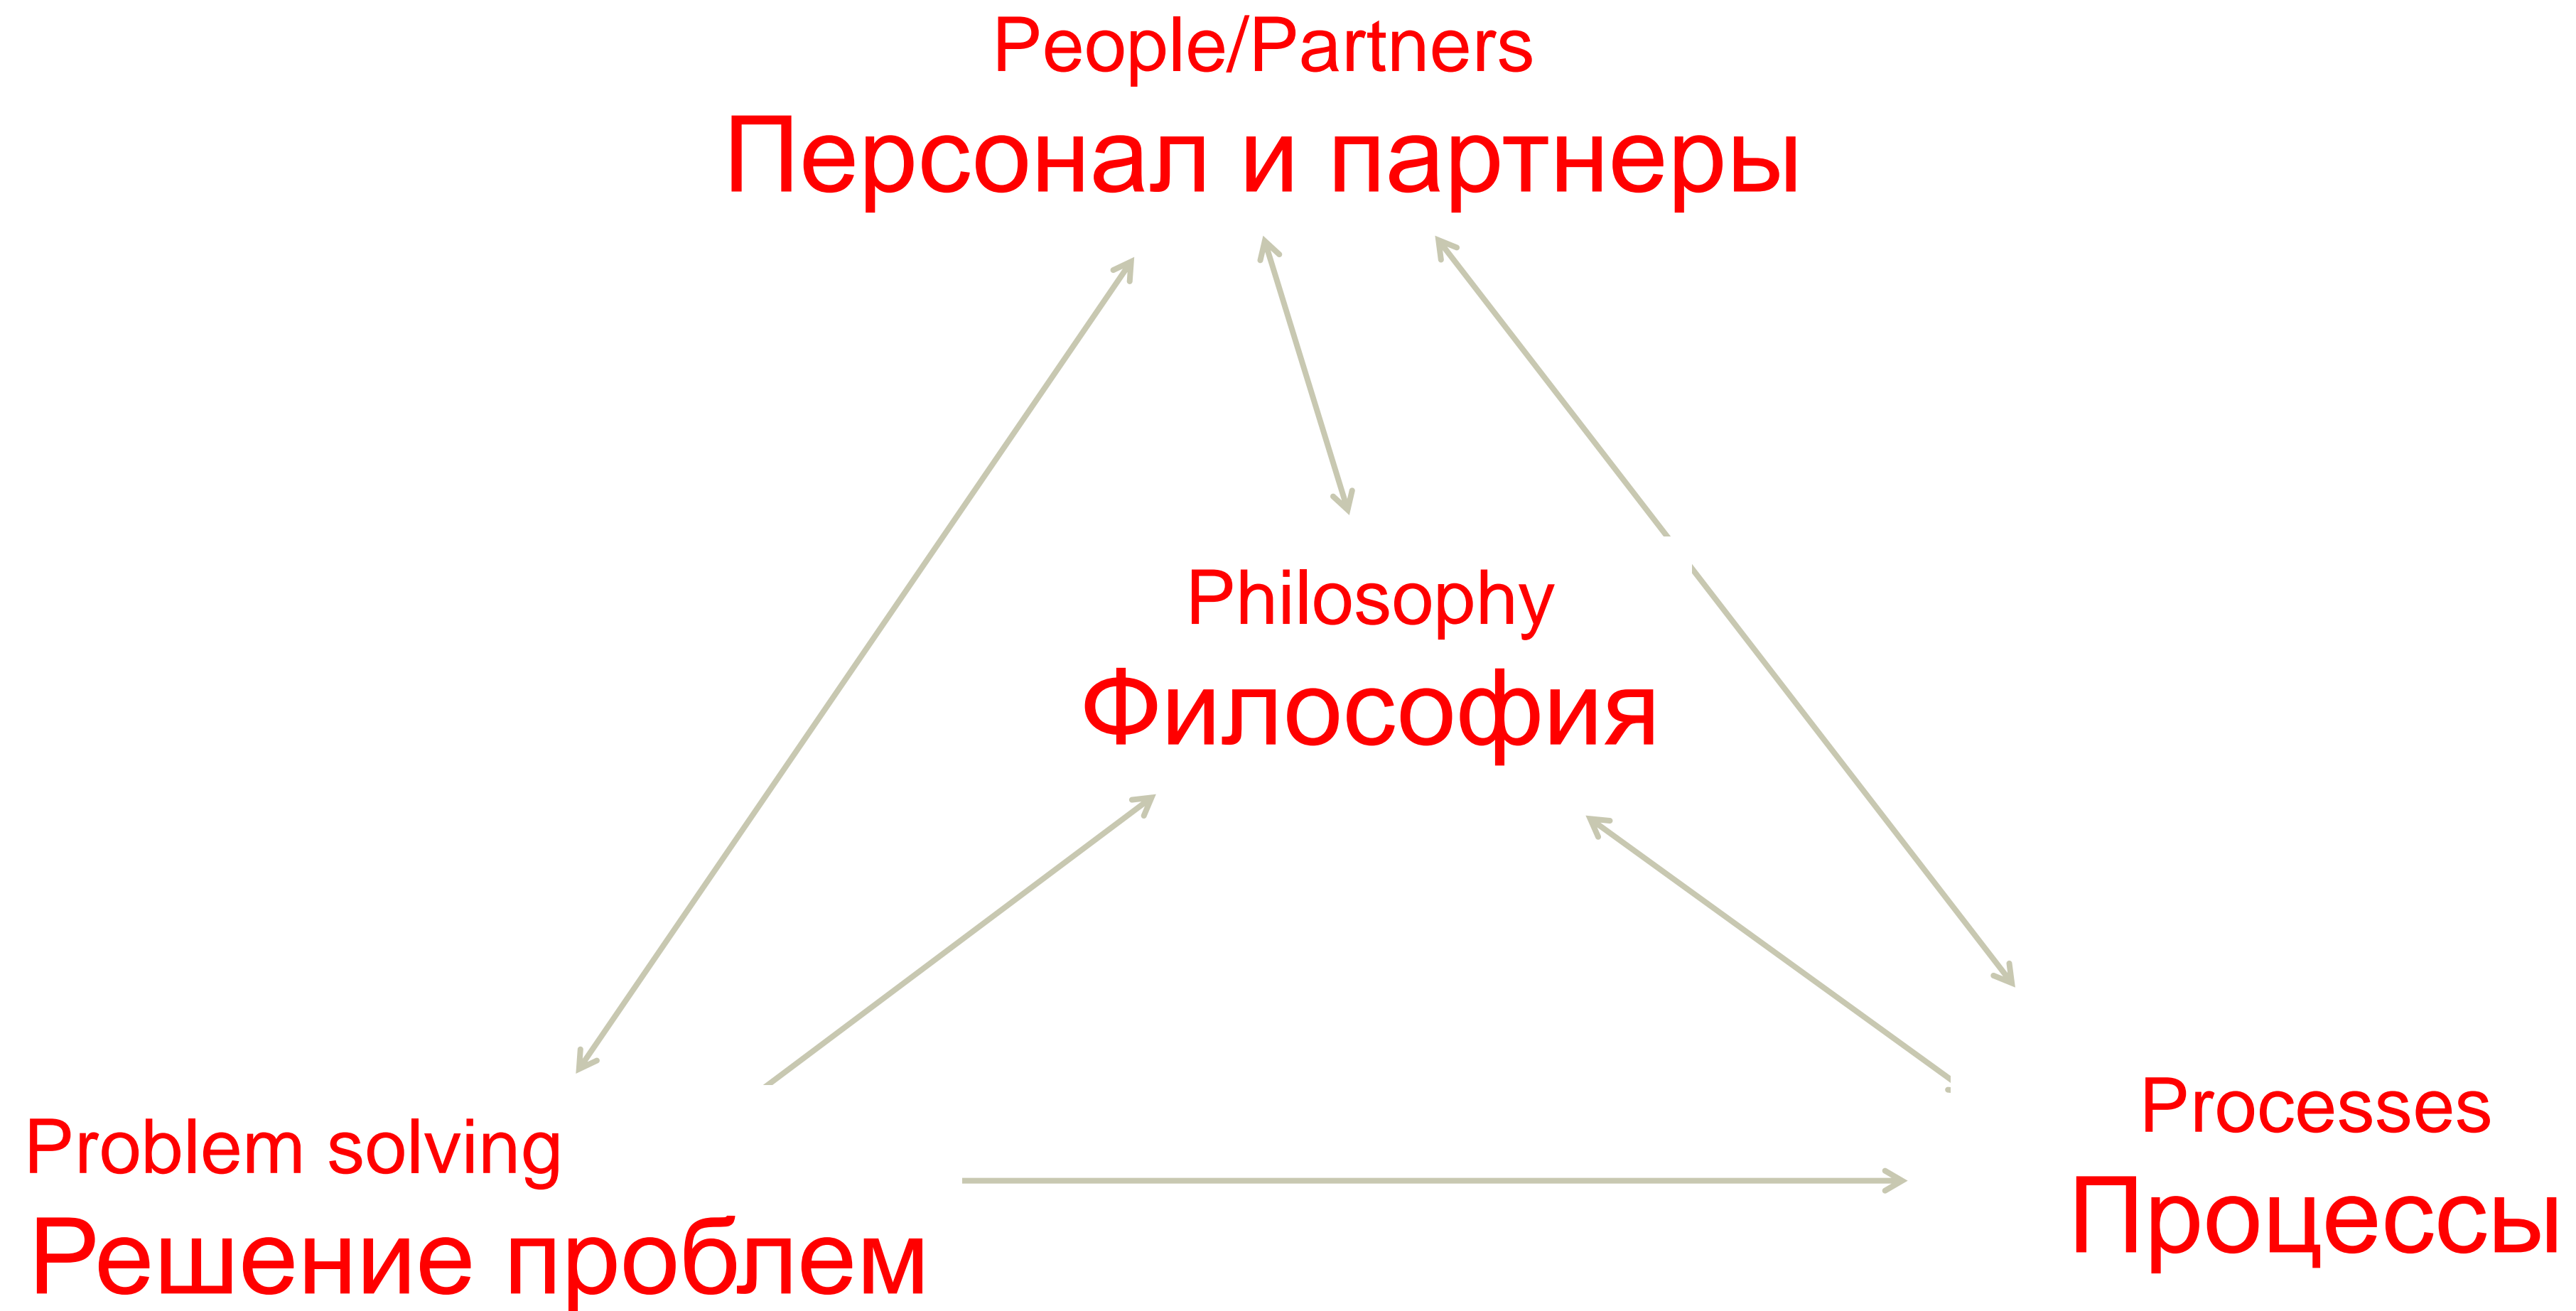 People/Partners
Персонал и партнеры
Philosophy
Философия
Problem solving
Решение проблем
Processes
Процессы